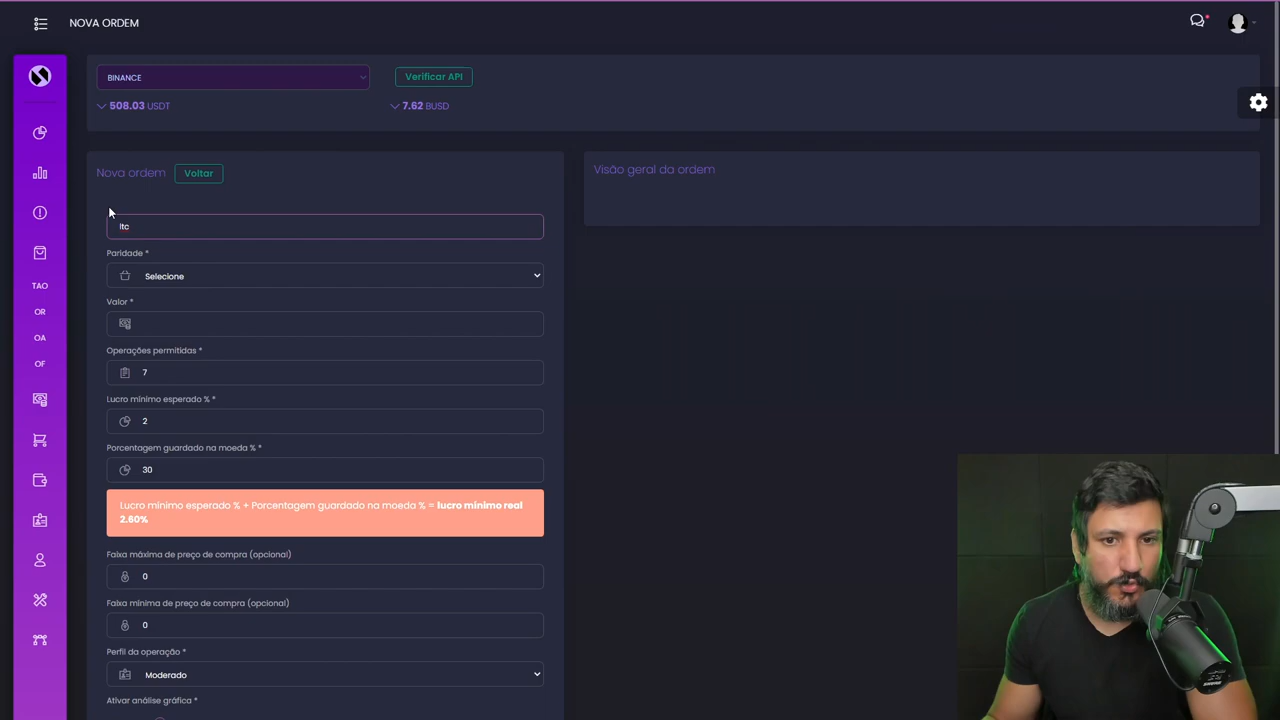 NOVA ORDEM
BINANCE
Verificar API
508.03 USDT
7.62 BUSD
Nova ordem
Voltar
Visão geral da ordem
ltc
Paridade *
Selecione
Valor *
TAO
OR
OA
OF
Operações permitidas *
7
Lucro mínimo esperado % *
2
Porcentagem guardado na moeda % *
30
Lucro mínimo esperado % + Porcentagem guardado na moeda % = lucro mínimo real
2.60%
Faixa máxima de preço de compra (opcional)
0
Faixa mínima de preço de compra (opcional)
0
Perfil da operação *
Moderado
Ativar análise gráfica *